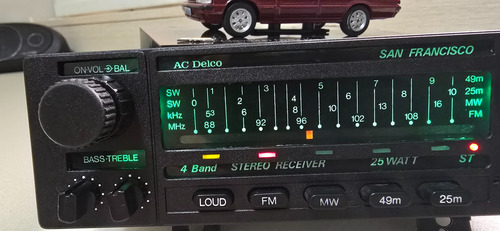 SAN FRANCISCO
AC Delco
ON-VOL BAL
SW 1 3 5 7 8 9 10 49m
SW 0 2 4 6 25m
kHz 53 6 8 10 13 16 MW
MHz 88 92 96 102 108 FM
BASS-TREBLE
4 Band STEREO RECEIVER 25 WATT ST
LOUD FM MW 49m 25m